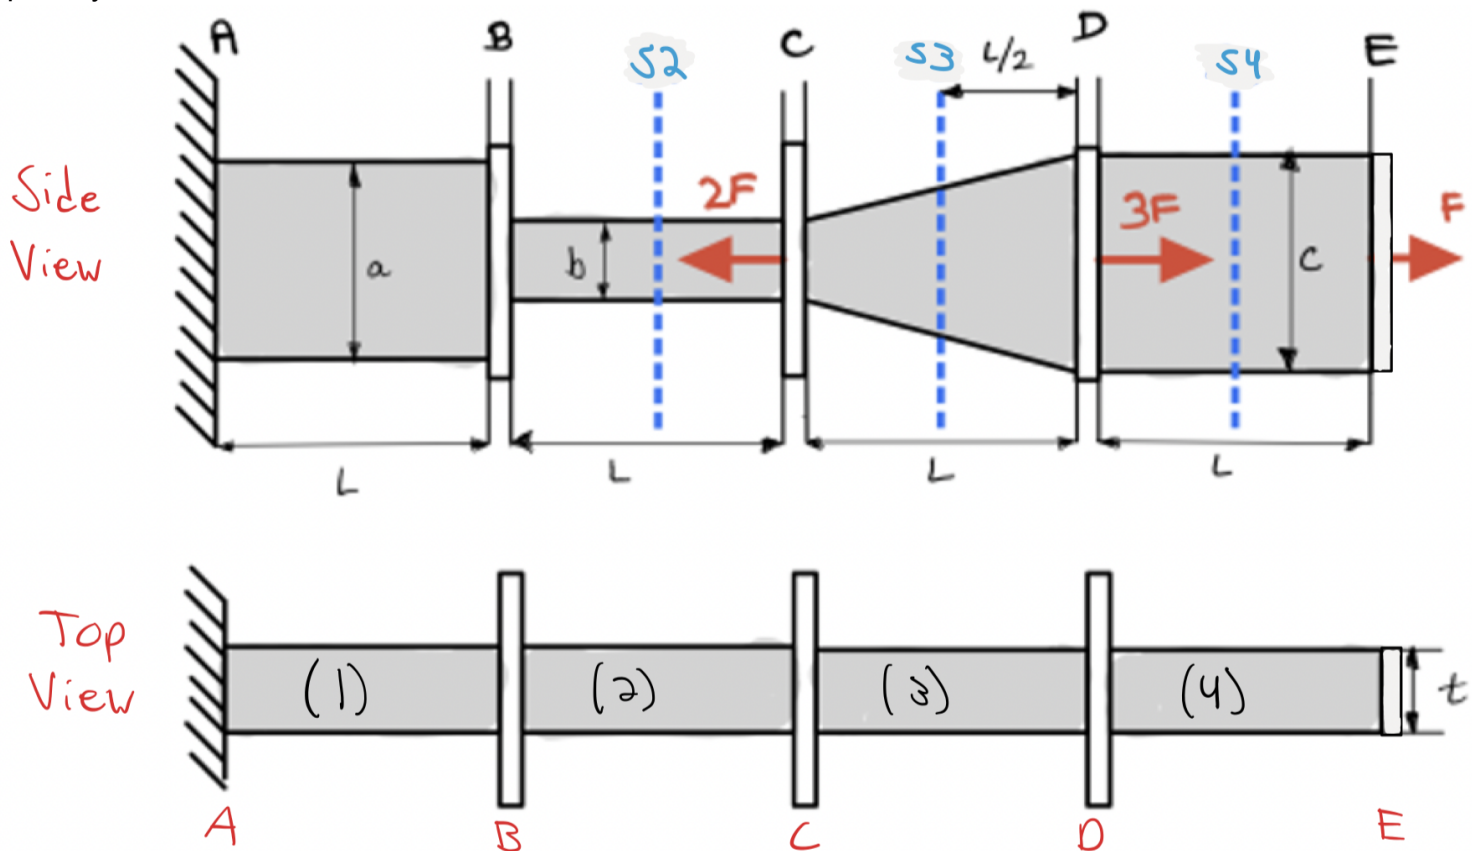 A B C D E
S2 S3 L/2 S4
Side
View
2F 3F F
a b c
L L L L
Top
View
(1) (2) (3) (4) t
A B C D E